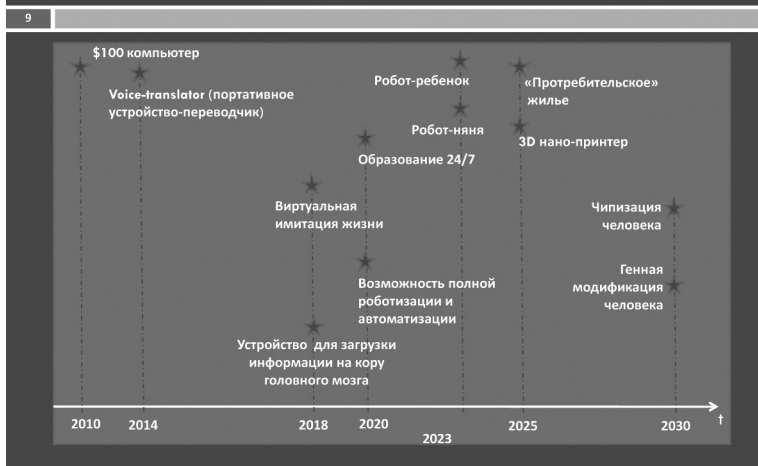 9
$100 компьютер
Voice-translator (портативное
устройство-переводчик)
Робот-ребенок
Робот-няня
Образование 24/7
«Протребительское»
жилье
3D нано-принтер
Виртуальная
имитация жизни
Чипизация
человека
Возможность полной
роботизации и
автоматизации
Генная
модификация
человека
Устройство для загрузки
информации на кору
головного мозга
2010
2014
2018
2020
2023
2025
2030
t